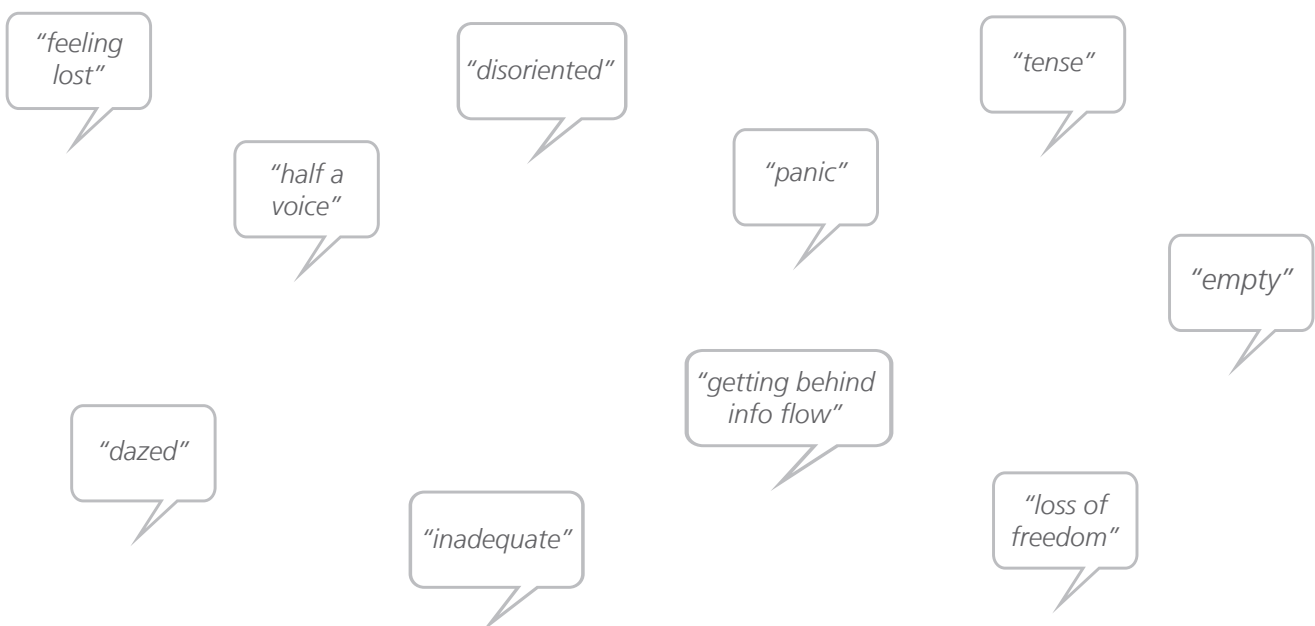 “feeling
lost”
“disoriented”
“tense”
“half a
voice”
“panic”
“empty”
“getting behind
info flow”
“dazed”
“inadequate”
“loss of
freedom”